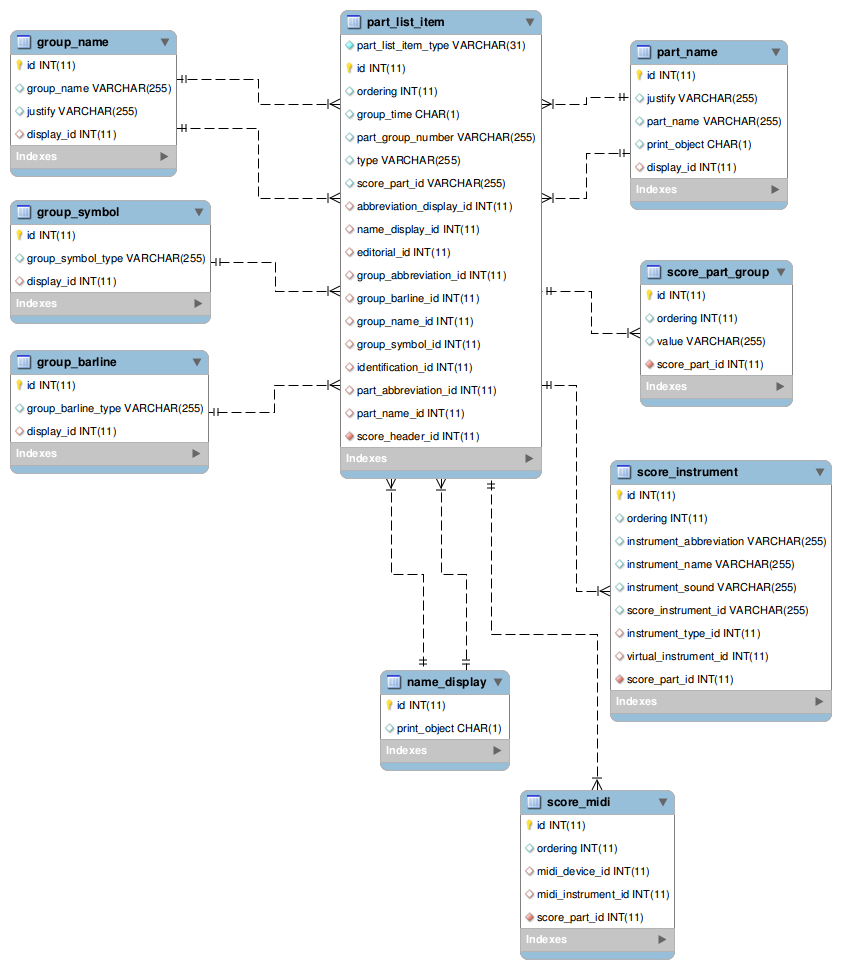 group_name
id INT(11)
group_name VARCHAR(255)
justify VARCHAR(255)
display_id INT(11)
Indexes
group_symbol
id INT(11)
group_symbol_type VARCHAR(255)
display_id INT(11)
Indexes
group_barline
id INT(11)
group_barline_type VARCHAR(255)
display_id INT(11)
Indexes
part_list_item
part_list_item_type VARCHAR(31)
id INT(11)
ordering INT(11)
group_time CHAR(1)
part_group_number VARCHAR(255)
type VARCHAR(255)
score_part_id VARCHAR(255)
abbreviation_display_id INT(11)
name_display_id INT(11)
editorial_id INT(11)
group_abbreviation_id INT(11)
group_barline_id INT(11)
group_name_id INT(11)
group_symbol_id INT(11)
identification_id INT(11)
part_abbreviation_id INT(11)
part_name_id INT(11)
score_header_id INT(11)
Indexes
part_name
id INT(11)
justify VARCHAR(255)
part_name VARCHAR(255)
print_object CHAR(1)
display_id INT(11)
Indexes
score_part_group
id INT(11)
ordering INT(11)
value VARCHAR(255)
score_part_id INT(11)
Indexes
score_instrument
id INT(11)
ordering INT(11)
instrument_abbreviation VARCHAR(255)
instrument_name VARCHAR(255)
instrument_sound VARCHAR(255)
score_instrument_id VARCHAR(255)
instrument_type_id INT(11)
virtual_instrument_id INT(11)
score_part_id INT(11)
Indexes
name_display
id INT(11)
print_object CHAR(1)
Indexes
score_midi
id INT(11)
ordering INT(11)
midi_device_id INT(11)
midi_instrument_id INT(11)
score_part_id INT(11)
Indexes